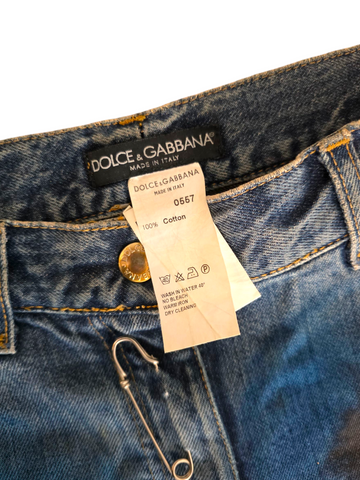 DOLCE & GABBANA
MADE IN ITALY
DOLCE & GABBANA
MADE IN ITALY
0557
100% Cotton
WASH IN WATER 40°
NO BLEACH
WARM IRON
DRY CLEANING